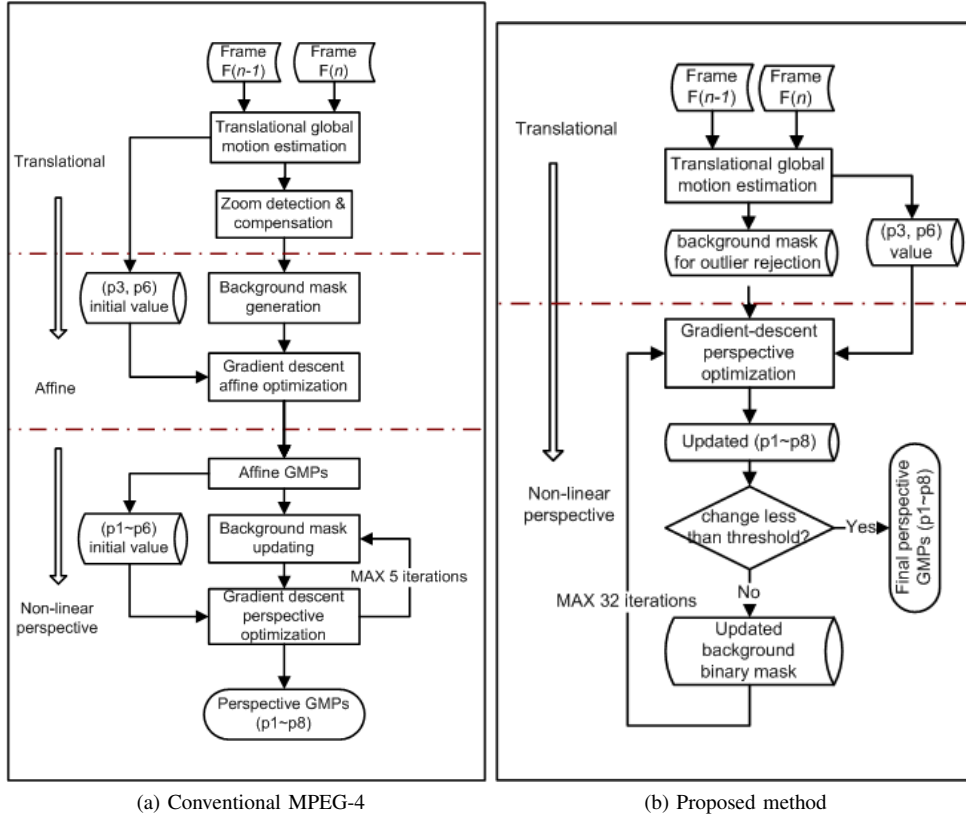 Frame
F(n-1)
Frame
F(n)
Translational global
motion estimation
Translational
Zoom detection &
compensation
(p3, p6)
initial value
Background mask
generation
Gradient descent
affine optimization
Affine
Affine GMPs
(p1~p6)
initial value
Background mask
updating
MAX 5 iterations
Gradient descent
perspective
optimization
Non-linear
perspective
Perspective GMPs
(p1~p8)
(a) Conventional MPEG-4
Frame
F(n-1)
Frame
F(n)
Translational
Translational global
motion estimation
background mask
for outlier rejection
(p3, p6)
value
Gradient-descent
perspective
optimization
Updated (p1~p8)
Non-linear
perspective
change less
than threshold?
Yes
Final perspective
GMPs (p1~p8)
No
MAX 32 iterations
Updated
background
binary mask
(b) Proposed method